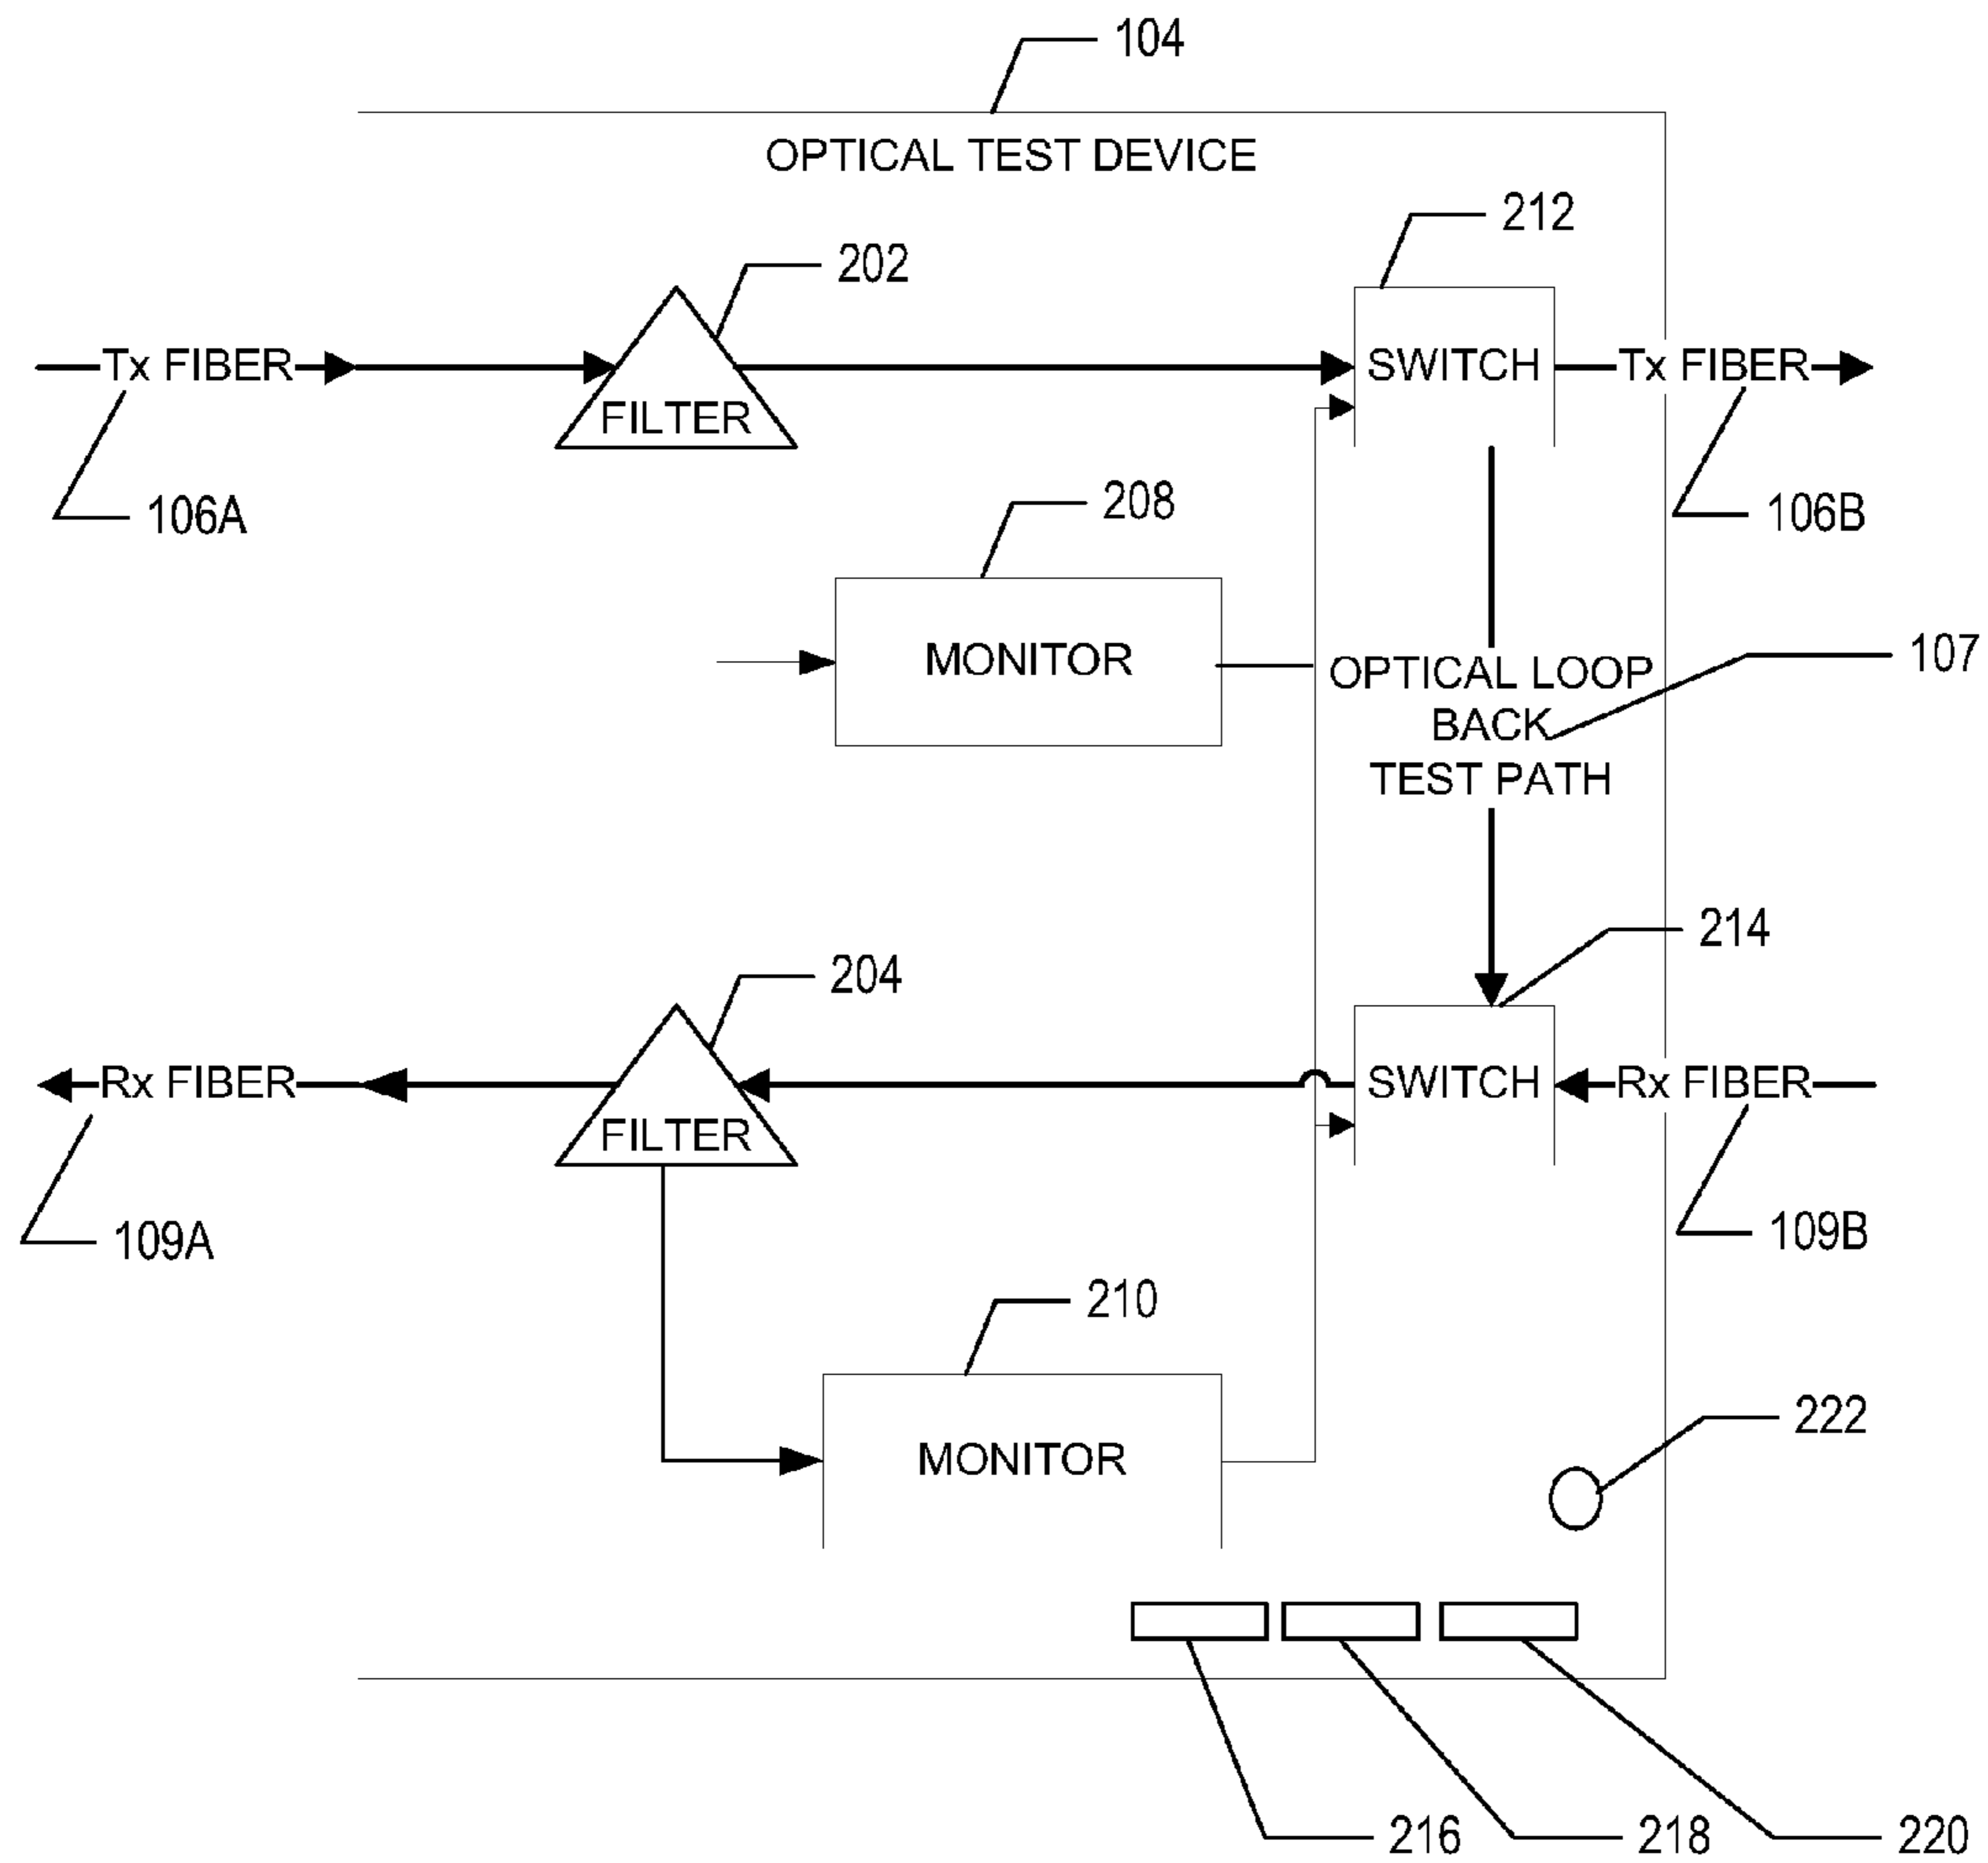 104
OPTICAL TEST DEVICE
212
202
Tx FIBER
SWITCH
Tx FIBER
FILTER
106A
208
106B
MONITOR
107
OPTICAL LOOP
BACK
TEST PATH
214
204
Rx FIBER
SWITCH
Rx FIBER
FILTER
109A
109B
210
222
MONITOR
216
218
220